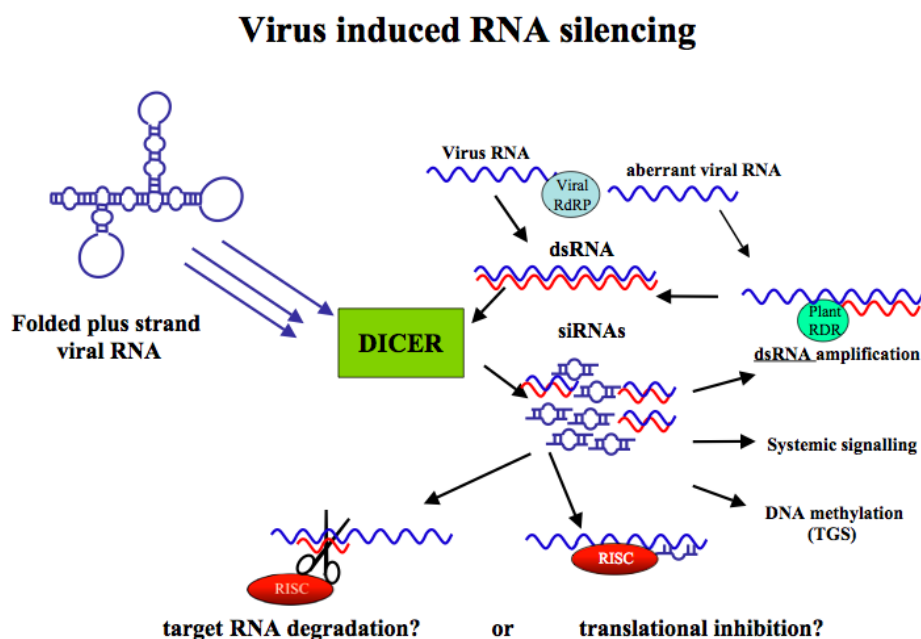 Virus induced RNA silencing
Virus RNA
aberrant viral RNA
Viral
RdRP
dsRNA
Folded plus strand
viral RNA
DICER
siRNAs
Plant
RDR
dsRNA amplification
Systemic signalling
DNA methylation
(TGS)
RISC
RISC
target RNA degradation? or translational inhibition?